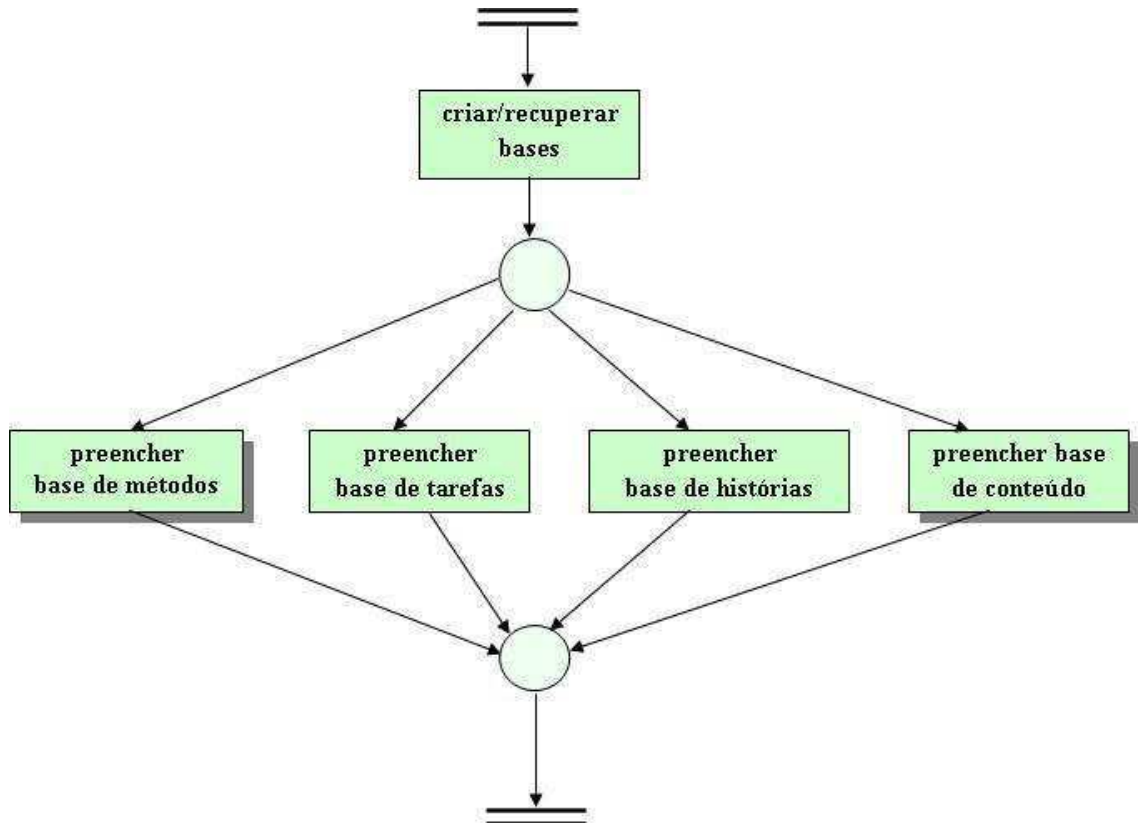 criar/recuperar
bases
preencher
base de métodos
preencher
base de tarefas
preencher
base de histórias
preencher base
de conteúdo